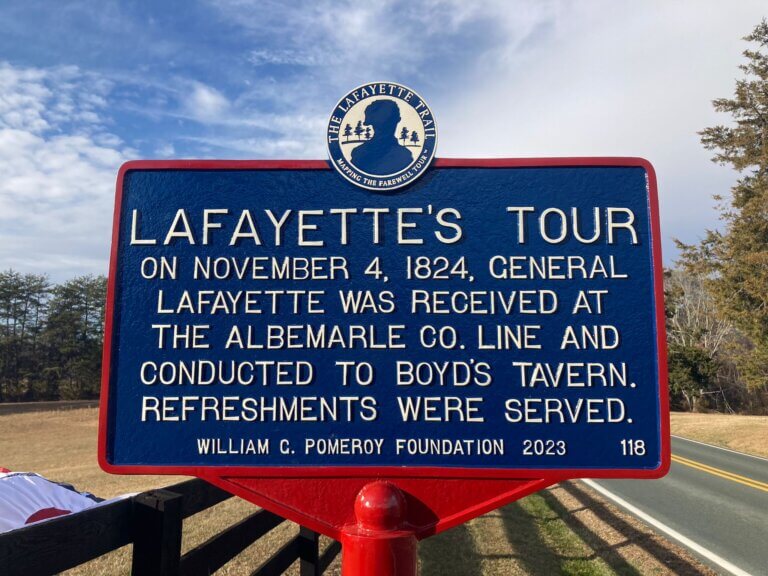 THE LAFAYETTE TRAIL
MAPPING THE FAREWELL TOUR
LAFAYETTE'S TOUR
ON NOVEMBER 4, 1824, GENERAL
LAFAYETTE WAS RECEIVED AT
THE ALBEMARLE CO. LINE AND
CONDUCTED TO BOYD'S TAVERN.
REFRESHMENTS WERE SERVED.
WILLIAM G. POMEROY FOUNDATION 2023 118